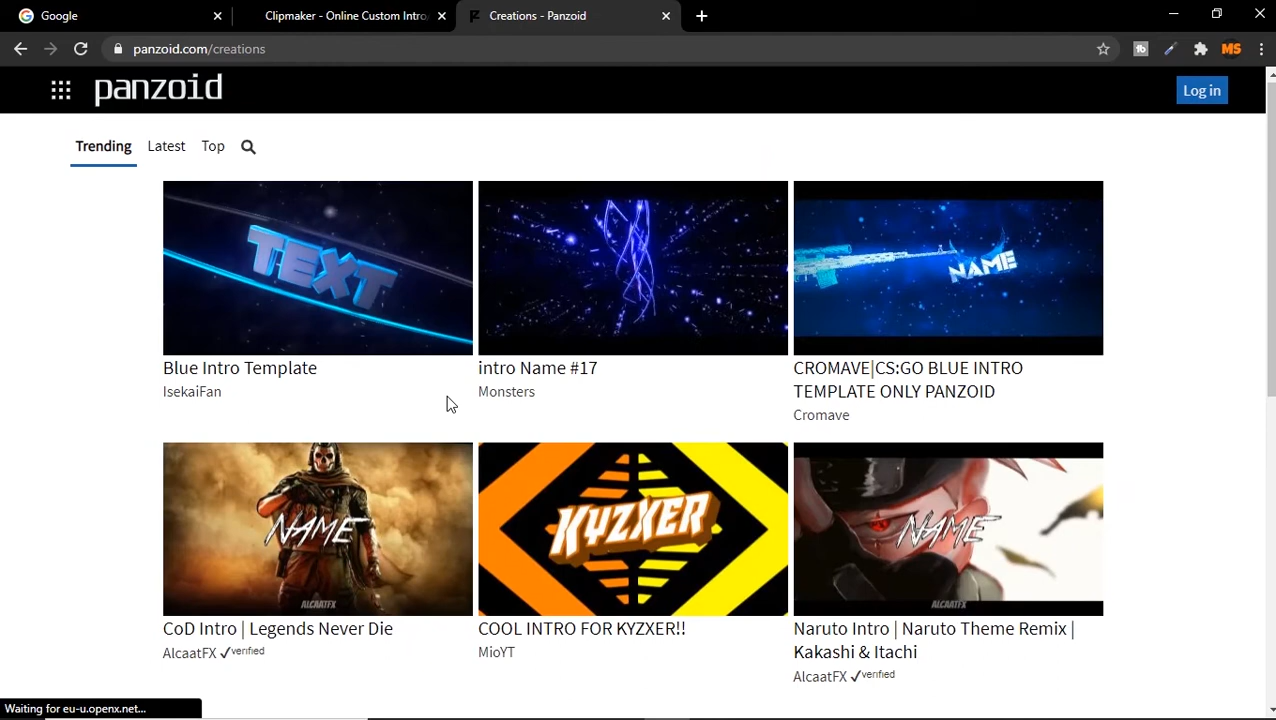 Google
Clipmaker - Online Custom Intro
Creations - Panzoid
panzoid.com/creations
tb
MS
panzoid
Log in
Trending
Latest
Top
TEXT
NAME
Blue Intro Template
IsekaiFan
intro Name #17
Monsters
CROMAVE|CS:GO BLUE INTRO
TEMPLATE ONLY PANZOID
Cromave
NAME
ALCAATFX
KYZXER
NAME
ALCAATFX
CoD Intro | Legends Never Die
AlcaatFX ✓verified
COOL INTRO FOR KYZXER!!
MioYT
Naruto Intro | Naruto Theme Remix |
Kakashi & Itachi
AlcaatFX ✓verified
Waiting for eu-u.openx.net...